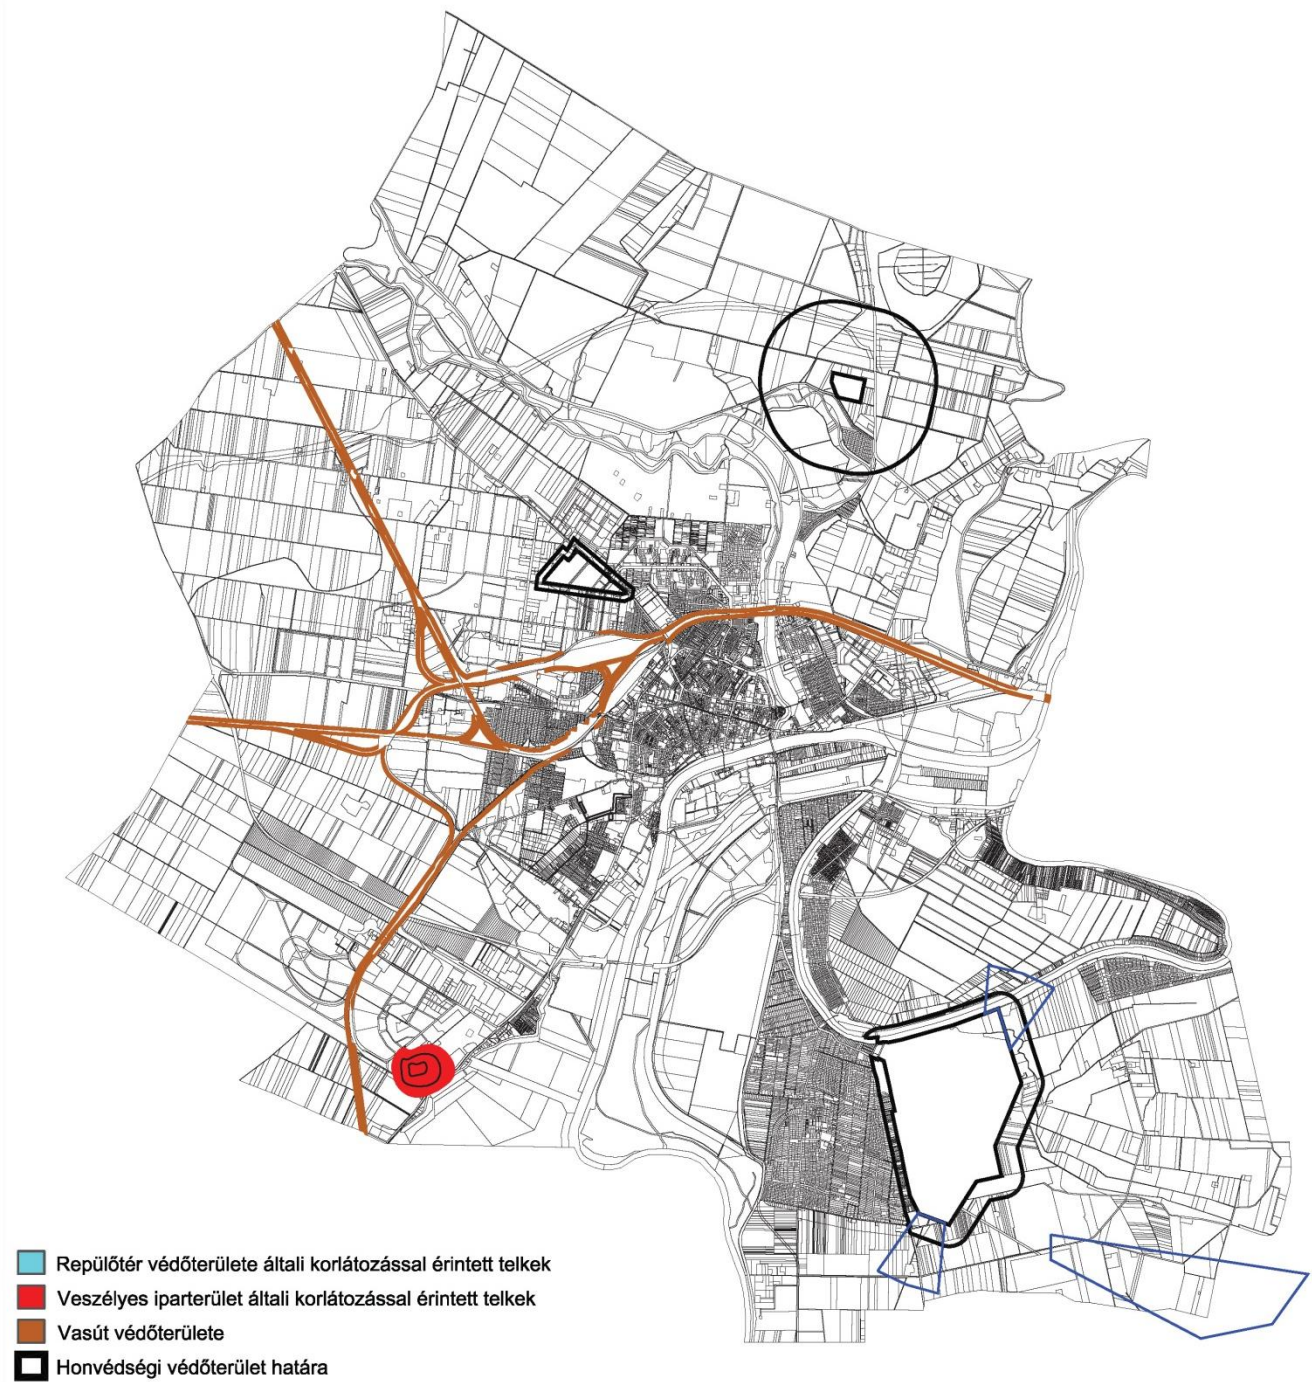 Repülőtér védőterülete általi korlátozással érintett telkek
Veszélyes iparterület általi korlátozással érintett telkek
Vasút védőterülete
Honvédségi védőterület határa